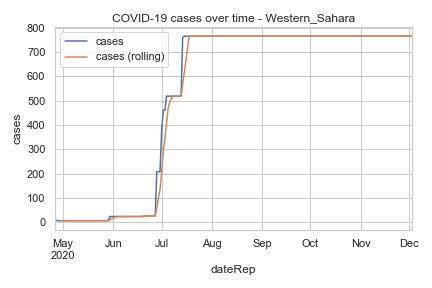 COVID-19 cases over time - Western_Sahara
cases
cases (rolling)
800
700
600
500
400
300
200
100
0
cases
May Jun Jul Aug Sep Oct Nov Dec
2020
dateRep